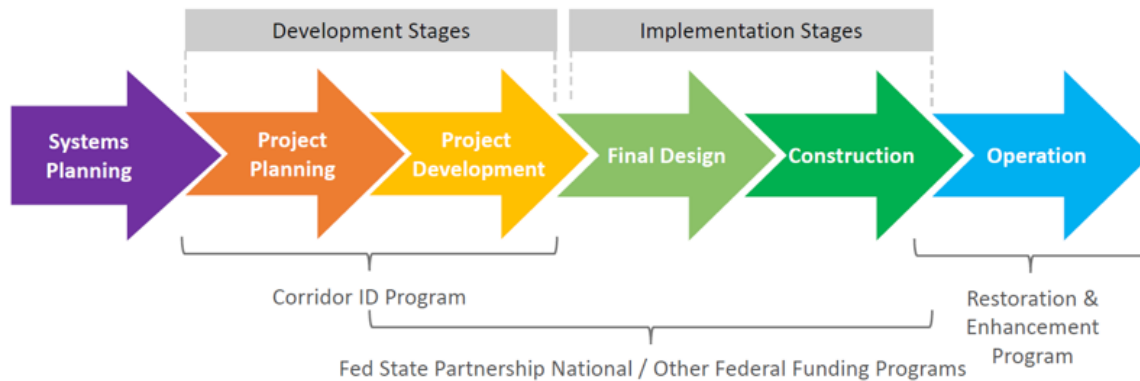 Development Stages
Implementation Stages
Systems
Planning
Project
Planning
Project
Development
Final Design
Construction
Operation
Corridor ID Program
Fed State Partnership National / Other Federal Funding Programs
Restoration &
Enhancement
Program